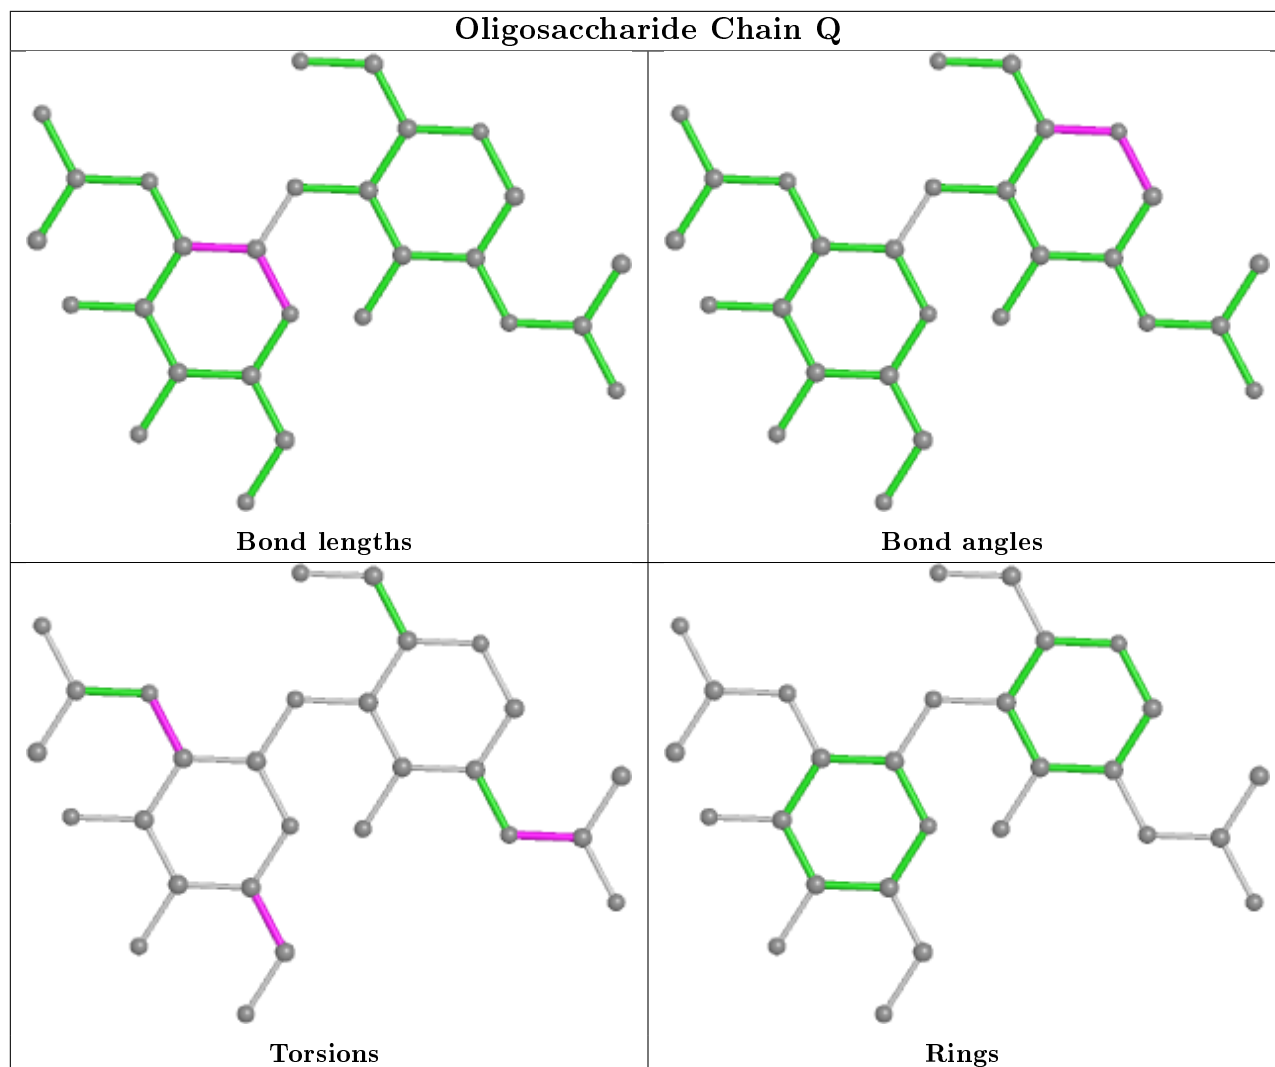 Oligosaccharide Chain Q
Bond lengths
Bond angles
Torsions
Rings